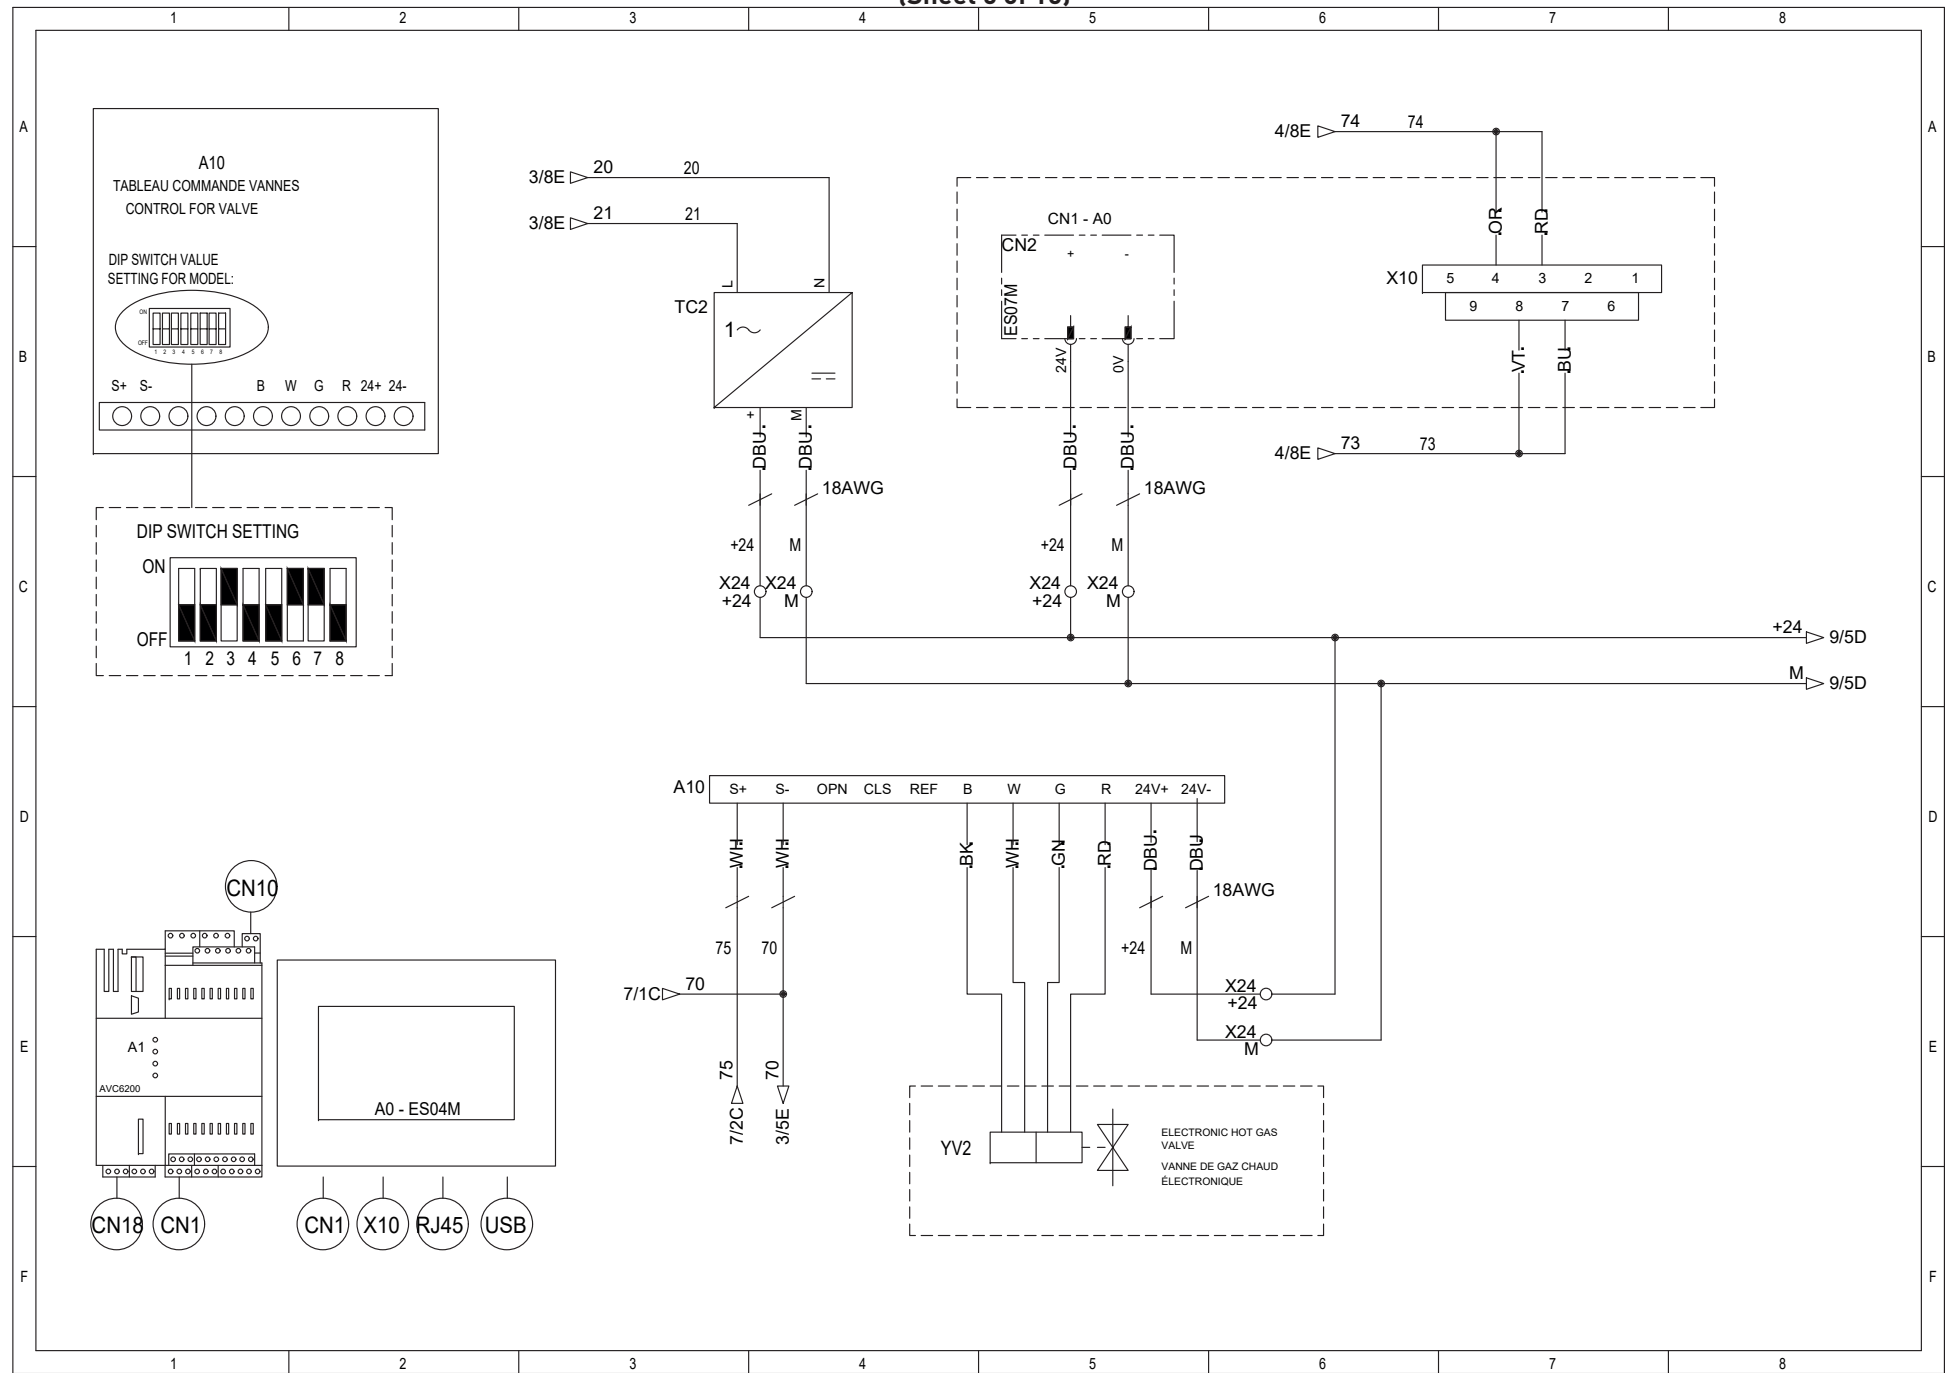 1 2 3 4 5 6 7 8
A
B
C
D
E
F
A10
TABLEAU COMMANDE VANNES
CONTROL FOR VALVE
DIP SWITCH VALUE
SETTING FOR MODEL:
ON
OFF
1 2 3 4 5 6 7 8
S+ S- B W G R 24+ 24-
DIP SWITCH SETTING
ON
OFF
1 2 3 4 5 6 7 8
3/8E 20 20
3/8E 21 21
L N
TC2
1
+ M
.DBU. .DBU.
18AWG
+24 M
X24 X24
+24 M
CN1 - A0
CN2
+ -
ES07M
24V 0V
.DBU. .DBU.
18AWG
+24 M
X24 X24
+24 M
4/8E 74 74
.OR .RD
X10
5 4 3 2 1
9 8 7 6
.VT. .BU.
4/8E 73 73
+24 9/5D
M 9/5D
A10 S+ S- OPN CLS REF B W G R 24V+ 24V-
.WH. .WH. .BK. .WH. .GN. .RD DBU. DBU
18AWG
75 70 +24 M
7/1C 70
X24
+24
X24
M
75 70
7/2C 3/5E
YV2
ELECTRONIC HOT GAS
VALVE
VANNE DE GAZ CHAUD
ÉLECTRONIQUE
CN10
A1
AVC6200
A0 - ES04M
CN18 CN1 CN1 X10 RJ45 USB
A
B
C
D
E
F
1 2 3 4 5 6 7 8